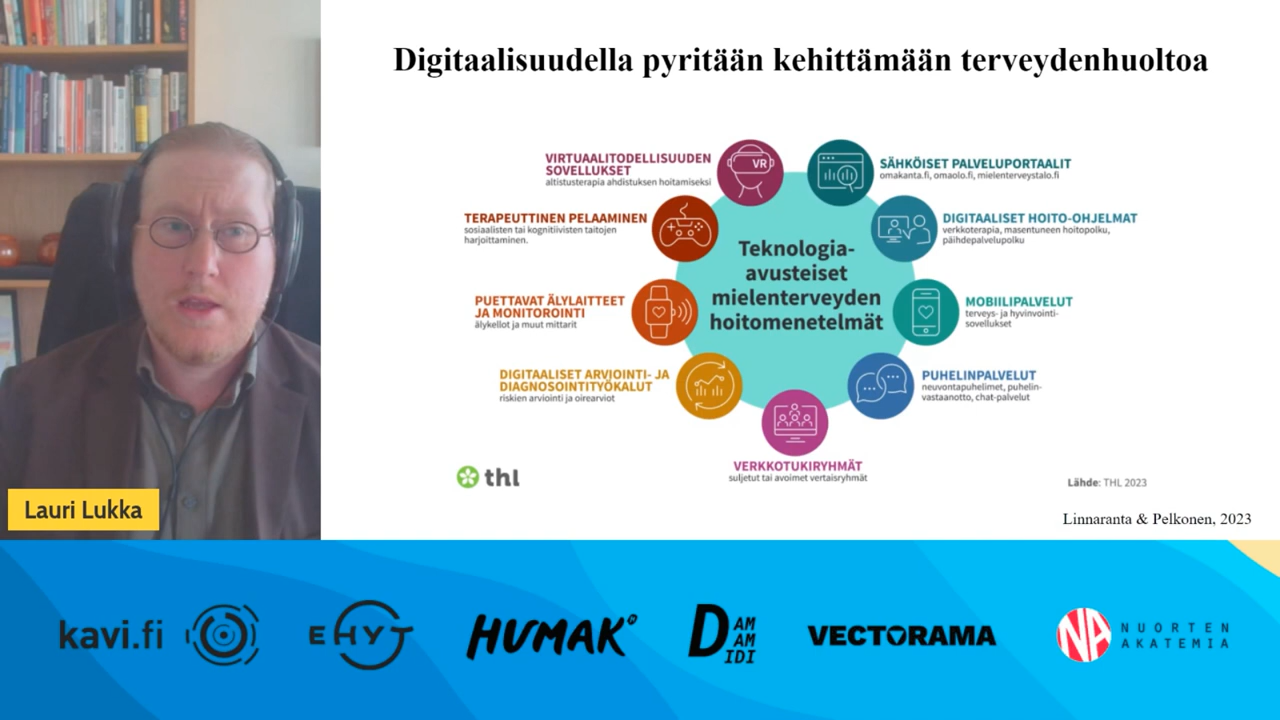 Digitaalisuudella pyritään kehittämään terveydenhuoltoa
VIRTUAALITODELLISUUDEN
SOVELLUKSET
altistusterapia ahdistuksen hoitamiseksi
VR
SÄHKÖISET PALVELUPORTAALIT
omakanta.fi, omaolo.fi, mielenterveystalo.fi
TERAPEUTTINEN PELAAMINEN
sosiaalisten tai kognitiivisten taitojen
harjoittaminen.
DIGITAALISET HOITO-OHJELMAT
verkkoterapia, masentuneen hoitopolku,
päihdepalvelupolku
Teknologia-
avusteiset
mielenterveyden
hoitomenetelmät
PUETTAVAT ÄLYLAITTEET
JA MONITOROINTI
älykellot ja muut mittarit
MOBIILIPALVELUT
terveys- ja hyvinvointi-
sovellukset
DIGITAALISET ARVIOINTI- JA
DIAGNOSOINTITYÖKALUT
riskien arviointi ja oirearviot
PUHELINPALVELUT
neuvontapuhelimet, puhelin-
vastaanotto, chat-palvelut
VERKKOTUKIRYHMÄT
suljetut tai avoimet vertaisryhmät
thl
Lähde: THL 2023
Linnaranta & Pelkonen, 2023
Lauri Lukka
kavi.fi
EHYT
HUMAK
DAMAMIDI
VECTORAMA
NA
NUORTEN
AKATEMIA